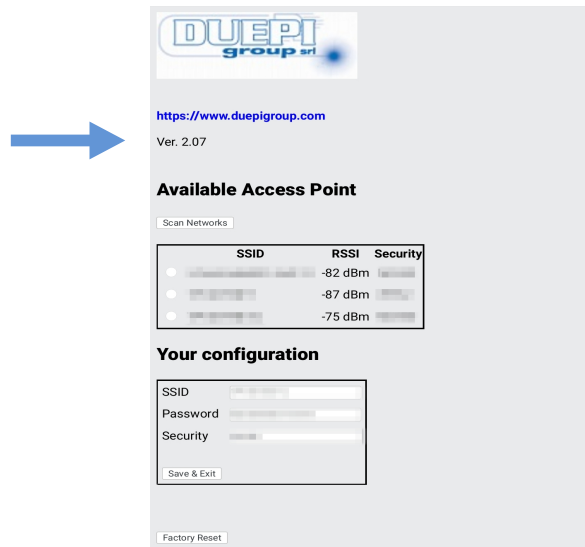 DUEPI
group srl
https://www.duepigroup.com
Ver. 2.07
Available Access Point
Scan Networks
SSID RSSI Security
-82 dBm
-87 dBm
-75 dBm
Your configuration
SSID
Password
Security
Save & Exit
Factory Reset